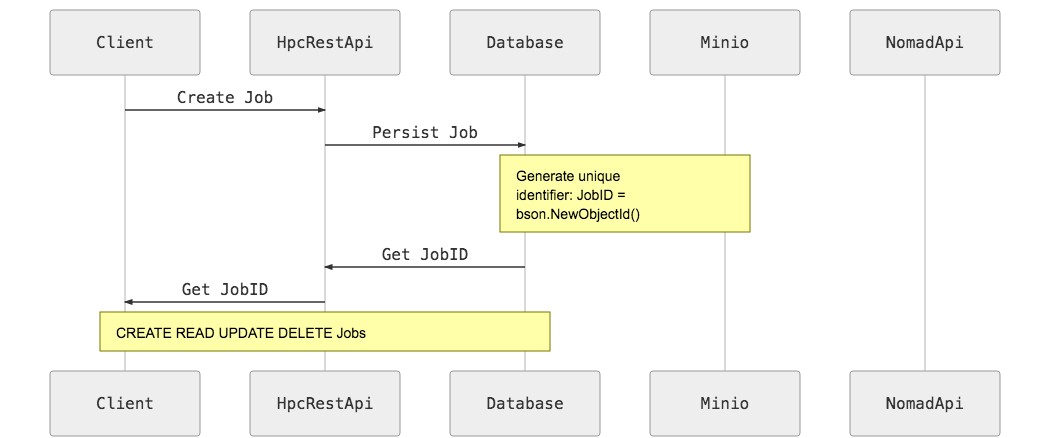 Client
HpcRestApi
Database
Minio
NomadApi
Create Job
Persist Job
Generate unique
identifier: JobID =
bson.NewObjectId()
Get JobID
Get JobID
CREATE READ UPDATE DELETE Jobs
Client
HpcRestApi
Database
Minio
NomadApi